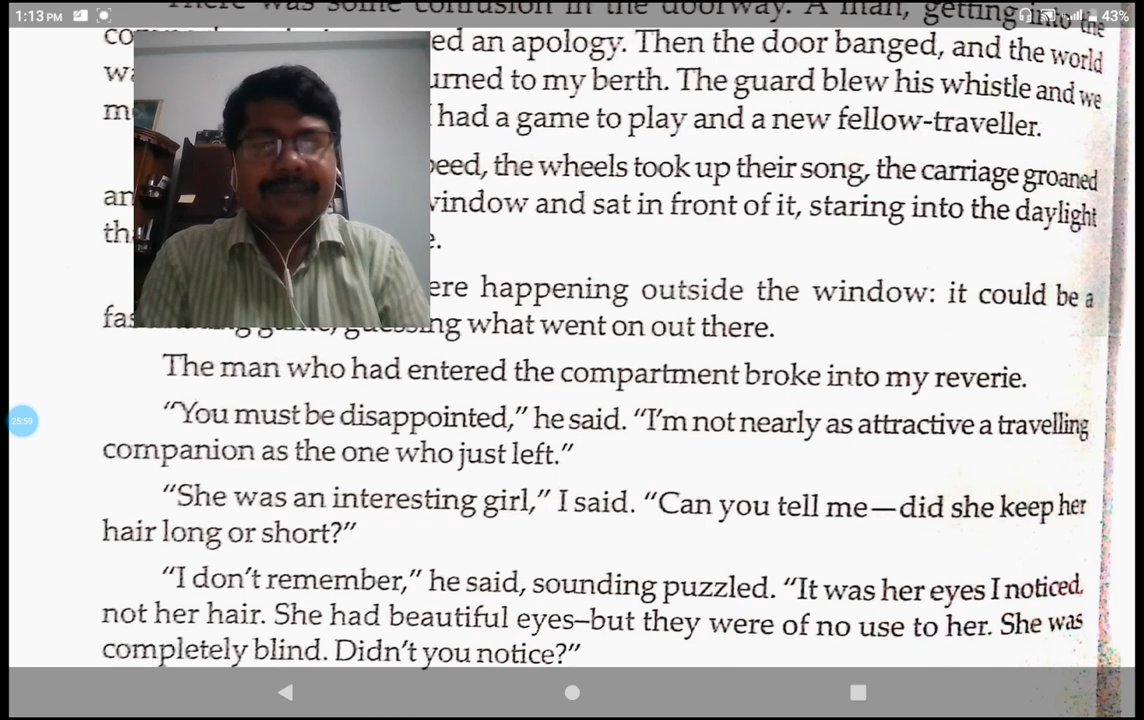 1:13 PM
43%
There was some confusion in the doorway. A man, getting into the
co ed an apology. Then the door banged, and the world
w urned to my berth. The guard blew his whistle and we
m had a game to play and a new fellow-traveller.
eed, the wheels took up their song, the carriage groaned
an window and sat in front of it, staring into the daylight
th e.
ere happening outside the window: it could be a
fas game, guessing what went on out there.
The man who had entered the compartment broke into my reverie.
"You must be disappointed," he said. "I'm not nearly as attractive a travelling
companion as the one who just left."
"She was an interesting girl," I said. "Can you tell me—did she keep her
hair long or short?"
"I don't remember," he said, sounding puzzled. "It was her eyes I noticed,
not her hair. She had beautiful eyes–but they were of no use to her. She was
completely blind. Didn't you notice?"
25:59